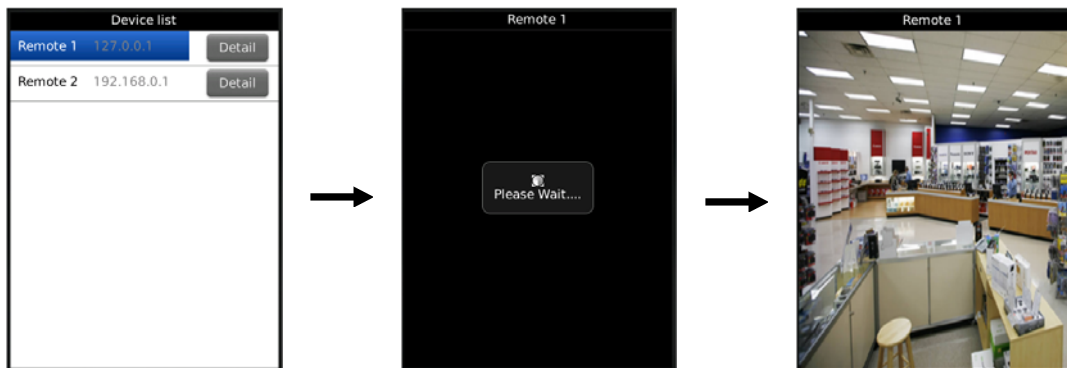 Device list
Remote 1 127.0.0.1 Detail
Remote 2 192.168.0.1 Detail
Remote 1
Please Wait....
Remote 1